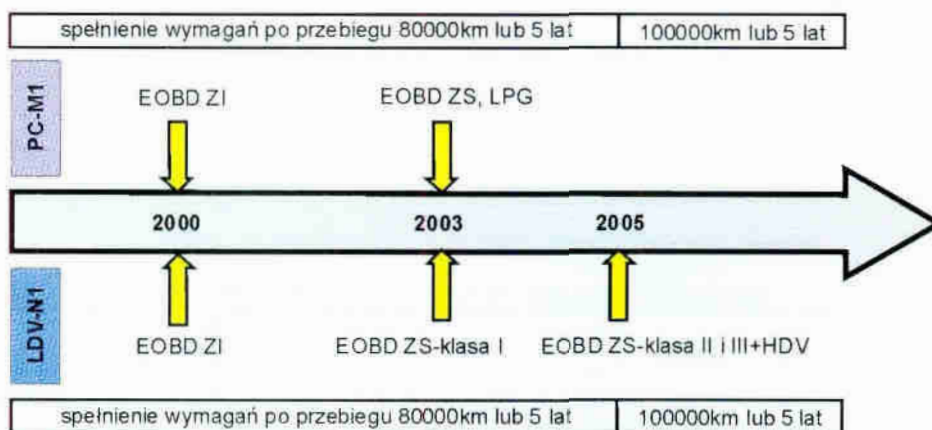 spełnienie wymagań po przebiegu 80000km lub 5 lat
100000km lub 5 lat
PC-M1
EOBD ZI
EOBD ZS, LPG
2000
2003
2005
LDV-N1
EOBD ZI
EOBD ZS-klasa I
EOBD ZS-klasa II i III+HDV
spełnienie wymagań po przebiegu 80000km lub 5 lat
100000km lub 5 lat